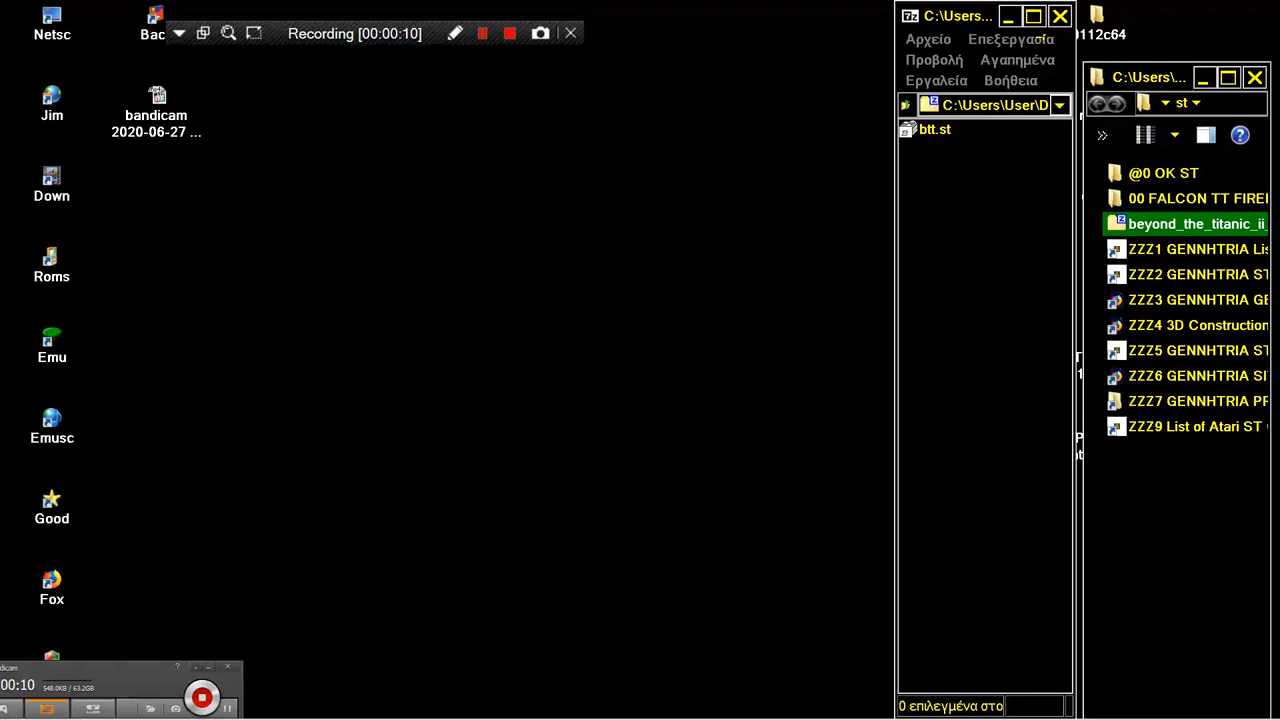 Netsc
Bac
Recording [00:00:10]
Jim
bandicam
2020-06-27 ...
Down
Roms
Emu
Emusc
Good
Fox
00:10
548.0KB / 63.2GB
C:\Users...
Αρχείο Επεξεργασία
Προβολή Αγαπημένα
Εργαλεία Βοήθεια
C:\Users\User\D
btt.st
0 επιλεγμένα στο
0112c64
C:\Users\...
st
@0 OK ST
00 FALCON TT FIREI
beyond_the_titanic_ii_
ZZZ1 GENNHTRIA Lis
ZZZ2 GENNHTRIA ST
ZZZ3 GENNHTRIA GE
ZZZ4 3D Construction
ZZZ5 GENNHTRIA ST
ZZZ6 GENNHTRIA SI
ZZZ7 GENNHTRIA PR
ZZZ9 List of Atari ST